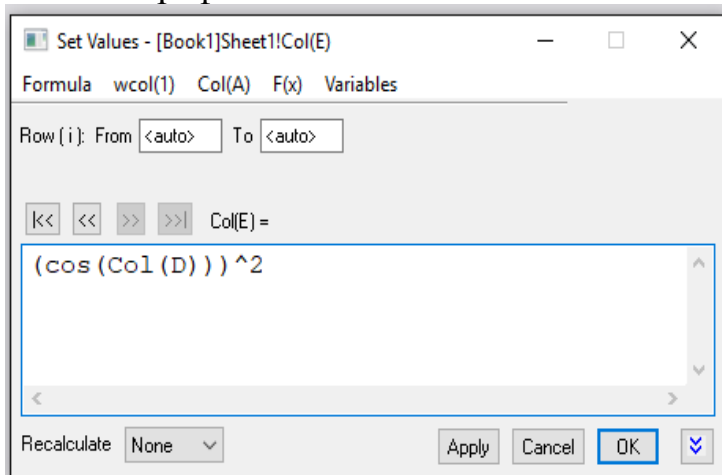 Set Values - [Book1]Sheet1!Col(E)
Formula wcol(1) Col(A) F(x) Variables
Row ( i ): From <auto> To <auto>
|<< << >> >>| Col(E) =
(cos(Col(D)))^2
Recalculate None Apply Cancel OK